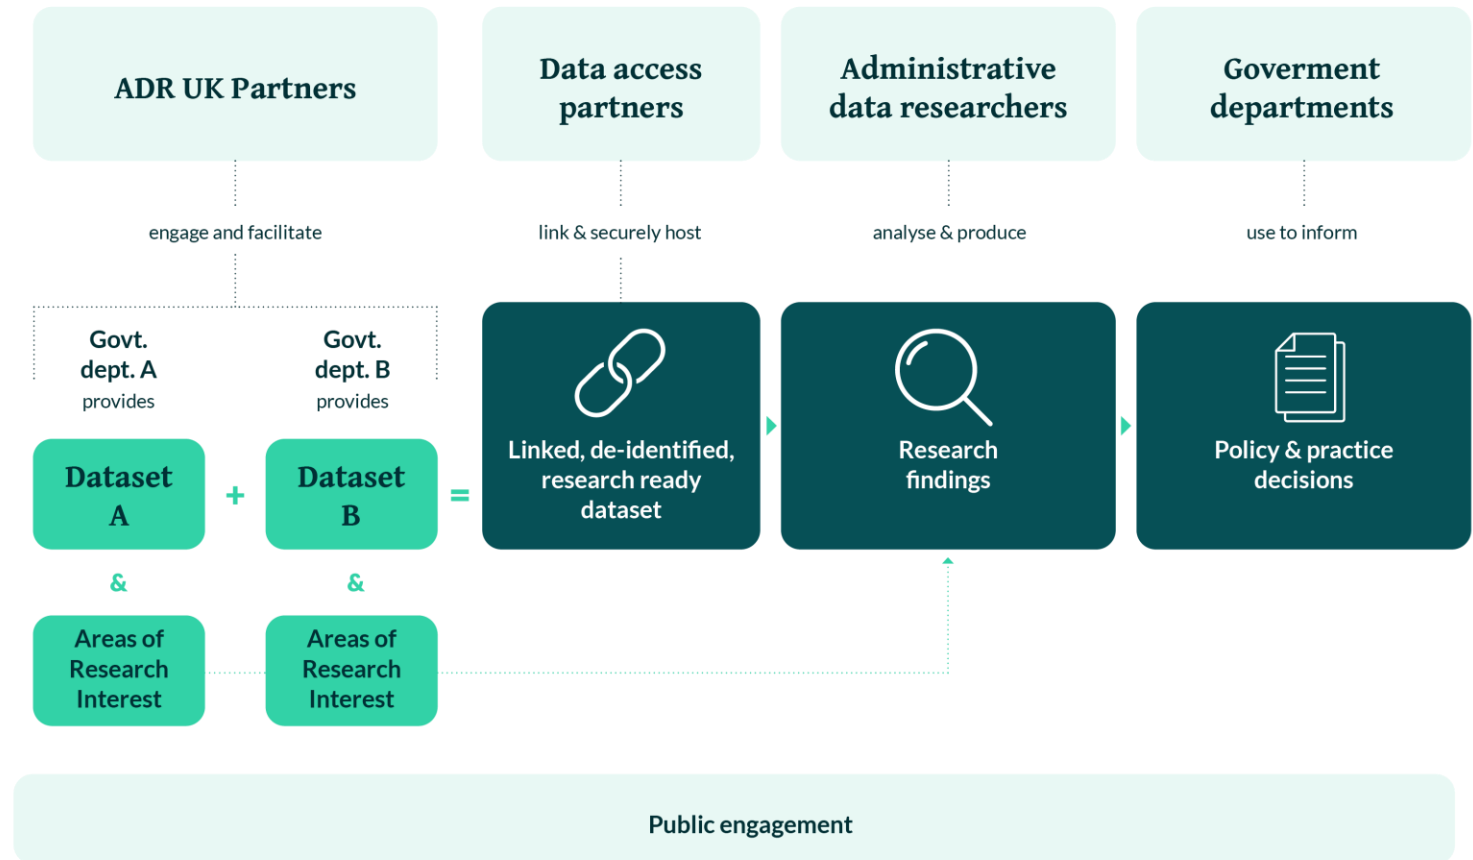 ADR UK Partners
Data access
partners
Administrative
data researchers
Goverment
departments
engage and facilitate
link & securely host
analyse & produce
use to inform
Govt.
dept. A
provides
Govt.
dept. B
provides
Dataset
A
+
Dataset
B
=
Linked, de-identified,
research ready
dataset
Research
findings
Policy & practice
decisions
&
&
Areas of
Research
Interest
Areas of
Research
Interest
Public engagement